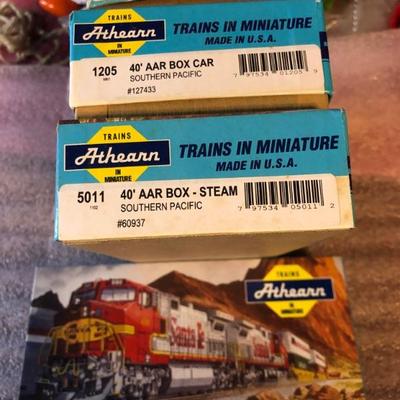 TRAINS
Athearn
IN
MINIATURE
TRAINS IN MINIATURE
MADE IN U.S.A.
1205
40' AAR BOX CAR
SOUTHERN PACIFIC
#127433
7 97534 01205 9
TRAINS
Athearn
IN
MINIATURE
TRAINS IN MINIATURE
MADE IN U.S.A.
5011
1102
40' AAR BOX - STEAM
SOUTHERN PACIFIC
#60937
7 97534 05011 2
TRAINS
Athearn
IN
MINIATURE
Santa Fe